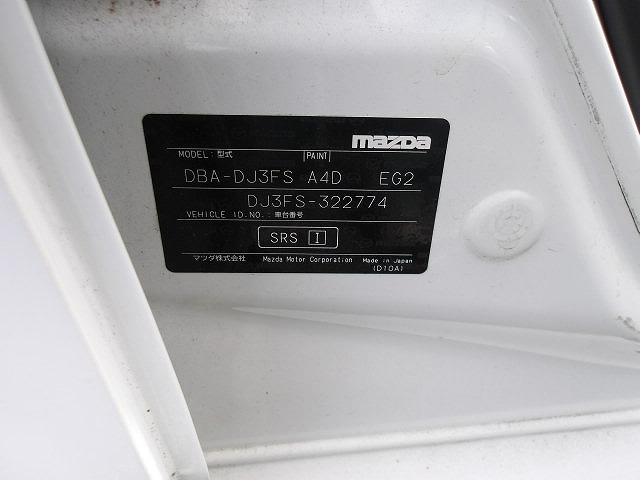 mazda
MODEL: 型式 PAINT
DBA-DJ3FS A4D EG2
DJ3FS-322774
VEHICLE ID.NO.: 車台番号
SRS I
マツダ株式会社 Mazda Motor Corporation Made in Japan
(D10A)